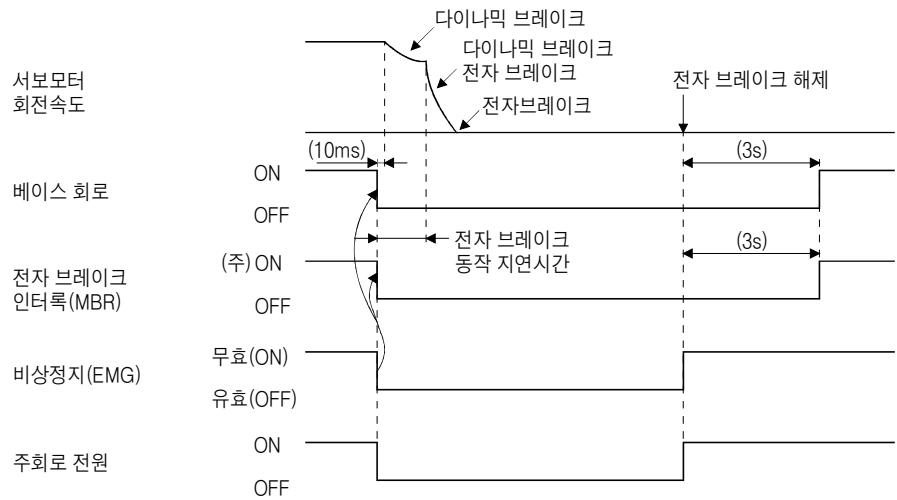 다이나믹 브레이크
다이나믹 브레이크
전자 브레이크
전자브레이크
전자 브레이크 해제
서보모터
회전속도
(10ms)
(3s)
베이스 회로
ON
OFF
전자 브레이크
동작 지연시간
(3s)
전자 브레이크
인터록(MBR)
(주) ON
OFF
비상정지(EMG)
무효(ON)
유효(OFF)
주회로 전원
ON
OFF